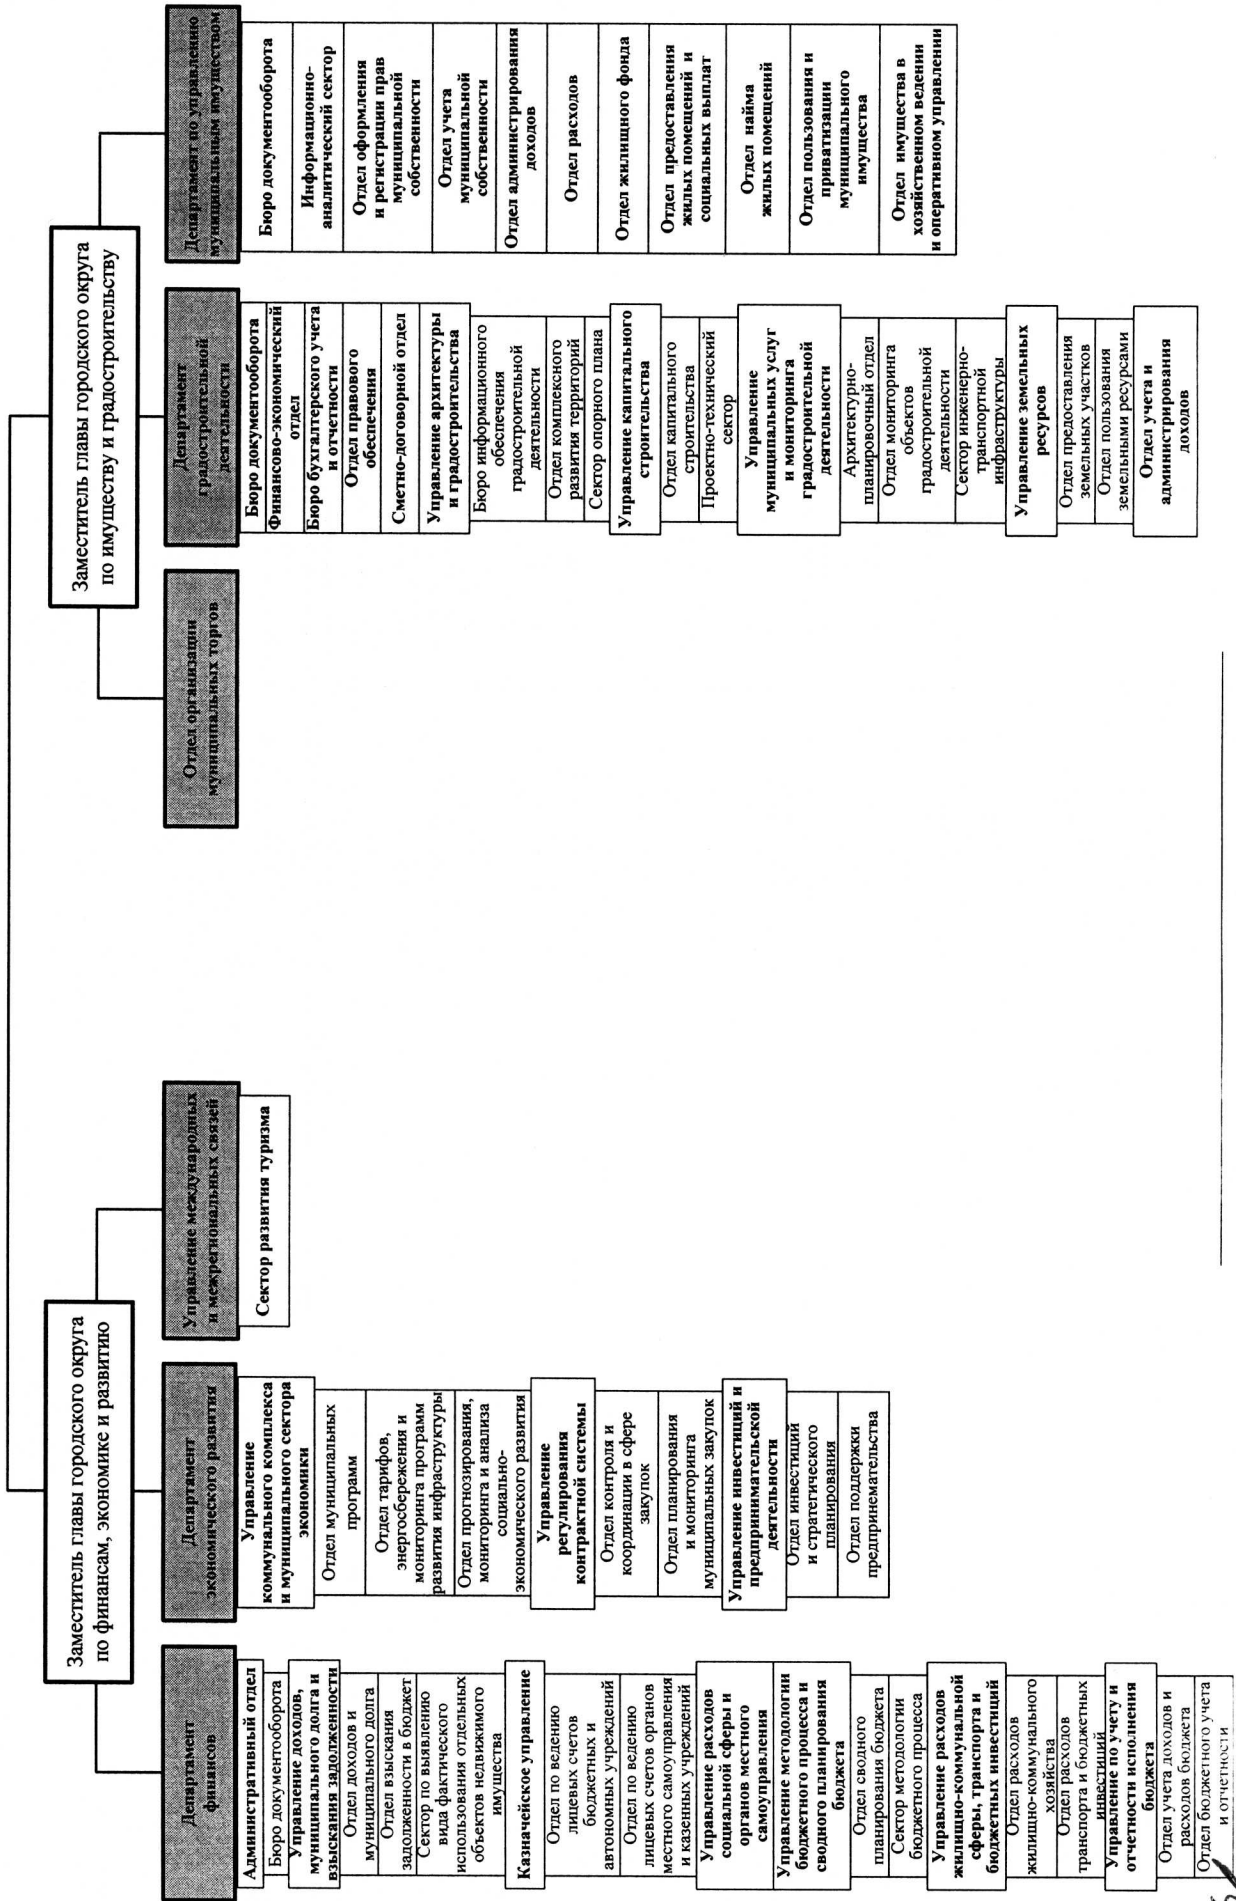 Заместитель главы городского округа
по финансам, экономике и развитию
Заместитель главы городского округа
по имуществу и градостроительству
Департамент
финансов
Административный отдел
Бюро документооборота
Управление доходов,
муниципального долга и
взыскания задолженности
Отдел доходов и
муниципального долга
Отдел взыскания
задолженности в бюджет
Сектор по выявлению
вида фактического
использования отдельных
объектов недвижимого
имущества
Казначейское управление
Отдел по ведению
лицевых счетов
бюджетных и
автономных учреждений
Отдел по ведению
лицевых счетов органов
местного самоуправления
и казенных учреждений
Управление расходов
социальной сферы и
органов местного
самоуправления
Управление методологии
бюджетного процесса и
сводного планирования
бюджета
Отдел сводного
планирования бюджета
Сектор методологии
бюджетного процесса
Управление расходов
жилищно-коммунальной
сферы, транспорта и
бюджетных инвестиций
Отдел расходов
жилищно-коммунального
хозяйства
Отдел расходов
транспорта и бюджетных
инвестиций
Управление по учету и
отчетности исполнения
бюджета
Отдел учета доходов и
расходов бюджета
Отдел бюджетного учета
и отчетности
Департамент
экономического развития
Управление
коммунального комплекса
и муниципального сектора
экономики
Отдел муниципальных
программ
Отдел тарифов,
энергосбережения и
мониторинга программ
развития инфраструктуры
Отдел прогнозирования,
мониторинга и анализа
социально-
экономического развития
Управление
регулирования
контрактной системы
Отдел контроля и
координации в сфере
закупок
Отдел планирования
и мониторинга
муниципальных закупок
Управление инвестиций и
предпринимательской
деятельности
Отдел инвестиций
и стратегического
планирования
Отдел поддержки
предпринемательства
Управление международных
и межрегиональных связей
Сектор развития туризма
Отдел организации
муниципальных торгов
Департамент
градостроительной
деятельности
Бюро документооборота
Финансово-экономический
отдел
Бюро бухгалтерского учета
и отчетности
Отдел правового
обеспечения
Сметно-договорной отдел
Управление архитектуры
и градостроительства
Бюро информационного
обеспечения
градостроительной
деятельности
Отдел комплексного
развития территорий
Сектор опорного плана
Управление капитального
строительства
Отдел капитального
строительства
Проектно-технический
сектор
Управление
муниципальных услуг
и мониторинга
градостроительной
деятельности
Архитектурно-
планировочный отдел
Отдел мониторинга
объектов
градостроительной
деятельности
Сектор инженерно-
транспортной
инфраструктуры
Управление земельных
ресурсов
Отдел предоставления
земельных участков
Отдел пользования
земельными ресурсами
Отдел учета и
администрирования
доходов
Департамент по управлению
муниципальным имуществом
Бюро документооборота
Информационно-
аналитический сектор
Отдел оформления
и регистрации прав
муниципальной
собственности
Отдел учета
муниципальной
собственности
Отдел администрирования
доходов
Отдел расходов
Отдел жилищного фонда
Отдел предоставления
жилых помещений и
социальных выплат
Отдел найма
жилых помещений
Отдел пользования и
приватизации
муниципального
имущества
Отдел имущества в
хозяйственном ведении
и оперативном управлении